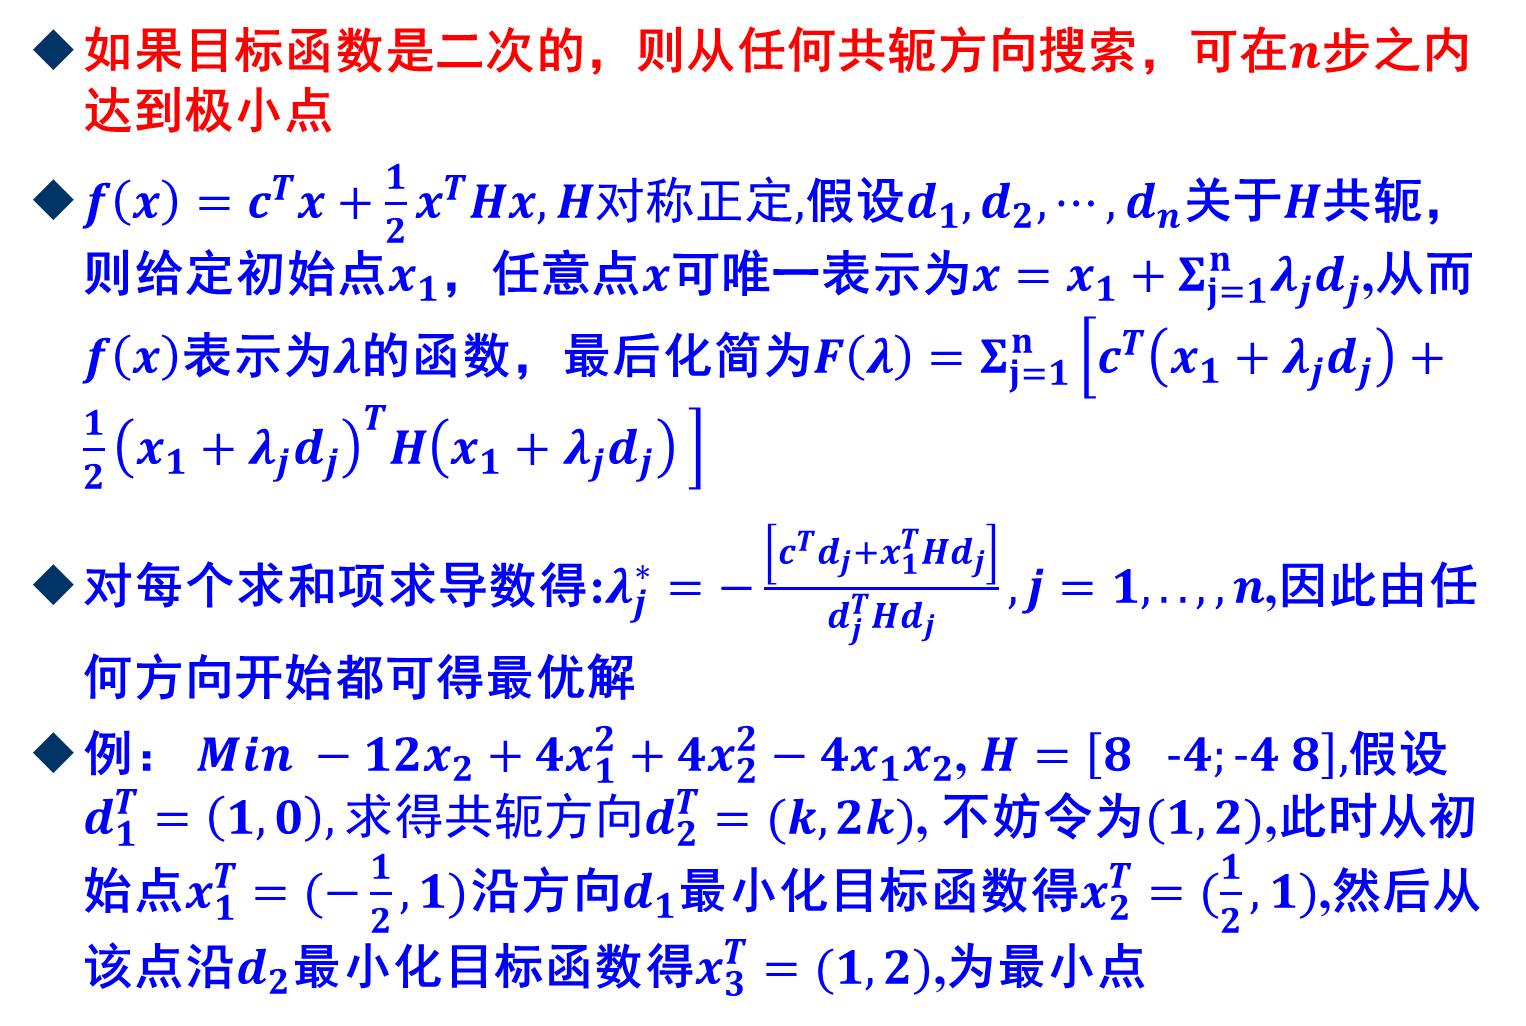 ◆ 如果目标函数是二次的，则从任何共轭方向搜索，可在n步之内
达到极小点
◆ f(x) = c^T x + \frac{1}{2} x^T Hx, H对称正定,假设d_1, d_2, ⋯, d_n关于H共轭，
则给定初始点x_1，任意点x可唯一表示为x = x_1 + Σ_{j=1}^{n} λ_j d_j,从而
f(x)表示为λ的函数，最后化简为F(λ) = Σ_{j=1}^{n} [c^T(x_1 + λ_j d_j) +
\frac{1}{2}(x_1 + λ_j d_j)^T H(x_1 + λ_j d_j)]
◆ 对每个求和项求导数得:λ_j^* = −\frac{[c^T d_j + x_1^T Hd_j]}{d_j^T Hd_j}, j = 1,..,,n,因此由任
何方向开始都可得最优解
◆ 例： Min − 12x_2 + 4x_1^2 + 4x_2^2 − 4x_1x_2, H = [8 -4; -4 8],假设
d_1^T = (1, 0), 求得共轭方向d_2^T = (k, 2k), 不妨令为(1, 2),此时从初
始点x_1^T = (−\frac{1}{2}, 1)沿方向d_1最小化目标函数得x_2^T = (\frac{1}{2}, 1),然后从
该点沿d_2最小化目标函数得x_3^T = (1, 2),为最小点